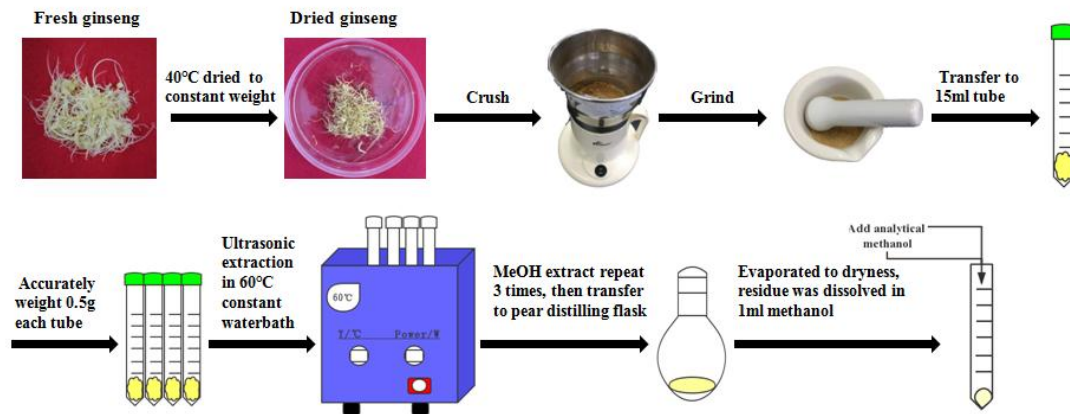 Fresh ginseng
40℃ dried to
constant weight
Dried ginseng
Crush
Grind
Transfer to
15ml tube
Accurately
weight 0.5g
each tube
Ultrasonic
extraction
in 60℃
constant
waterbath
60℃
Y/℃ Power/W
MeOH extract repeat
3 times, then transfer
to pear distilling flask
Evaporated to dryness,
residue was dissolved in
1ml methanol
Add analytical
methanol